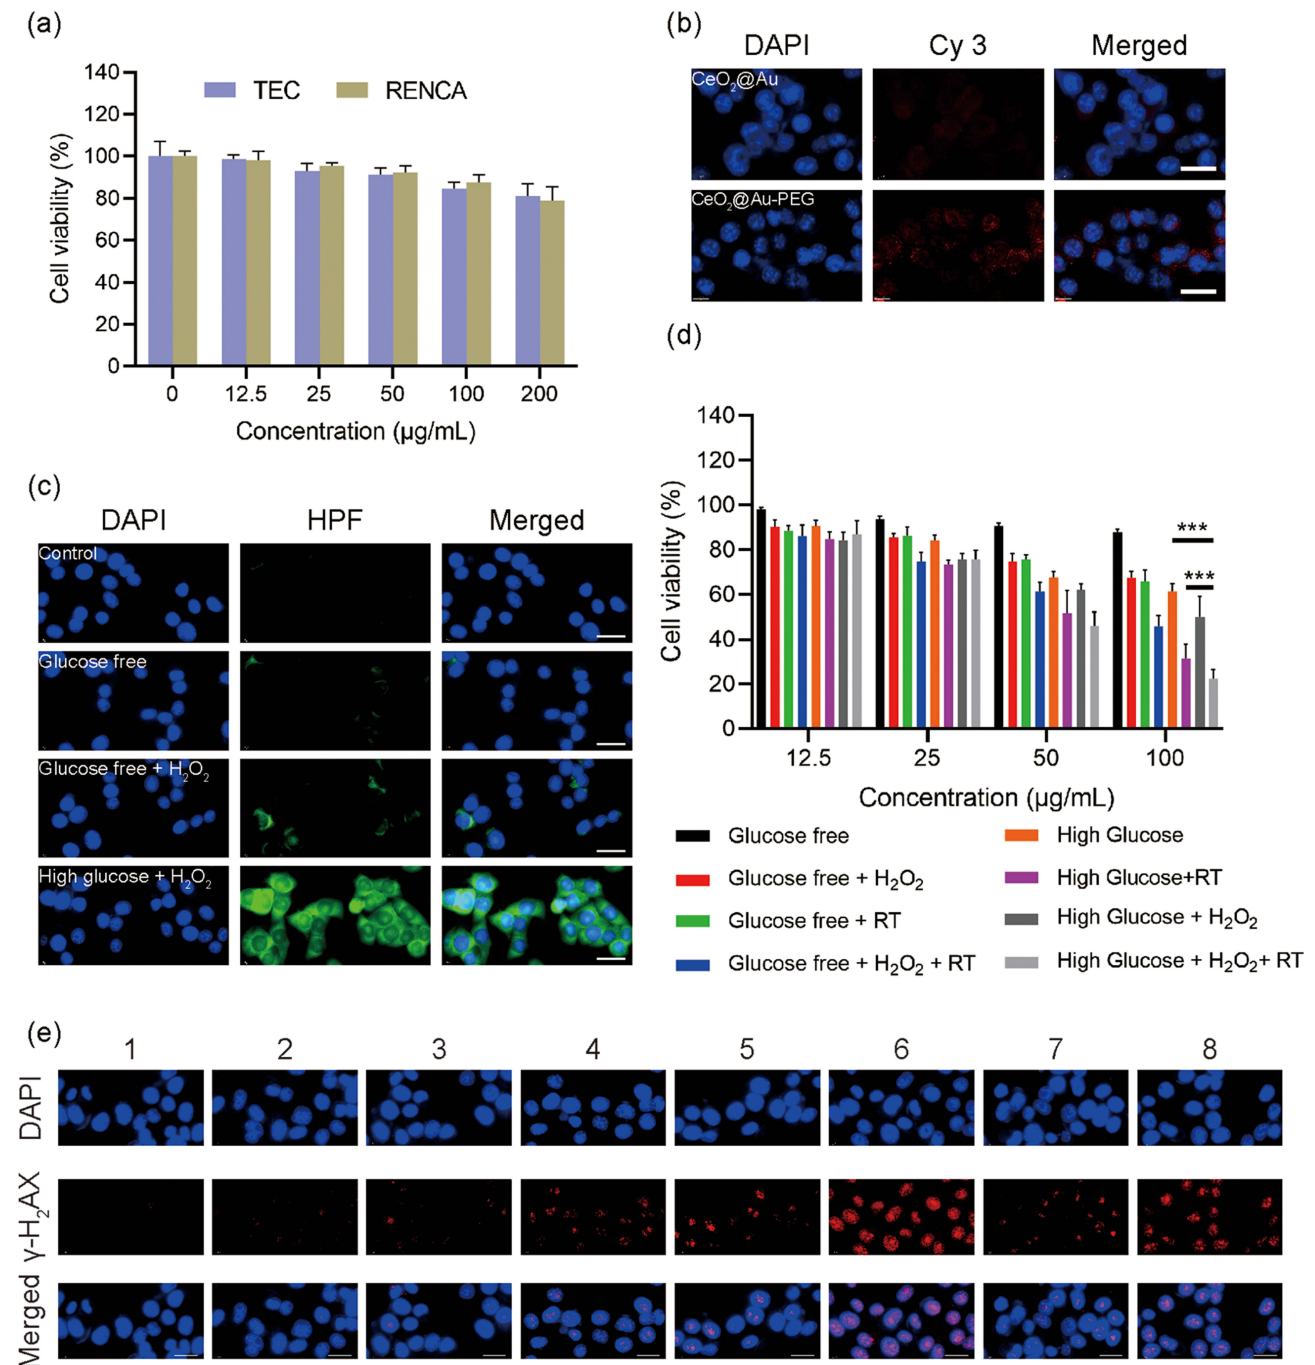 (a)
140
120
100
80
60
40
20
0
Cell viability (%)
TEC
RENCA
0 12.5 25 50 100 200
Concentration (µg/mL)
(b)
DAPI Cy 3 Merged
CeO₂@Au
CeO₂@Au-PEG
(c)
DAPI HPF Merged
Control
Glucose free
Glucose free + H₂O₂
High glucose + H₂O₂
(d)
140
120
100
80
60
40
20
0
Cell viability (%)
***
***
12.5 25 50 100
Concentration (µg/mL)
Glucose free
Glucose free + H₂O₂
Glucose free + RT
Glucose free + H₂O₂ + RT
High Glucose
High Glucose+RT
High Glucose + H₂O₂
High Glucose + H₂O₂+ RT
(e)
1 2 3 4 5 6 7 8
DAPI
γ-H₂AX
Merged